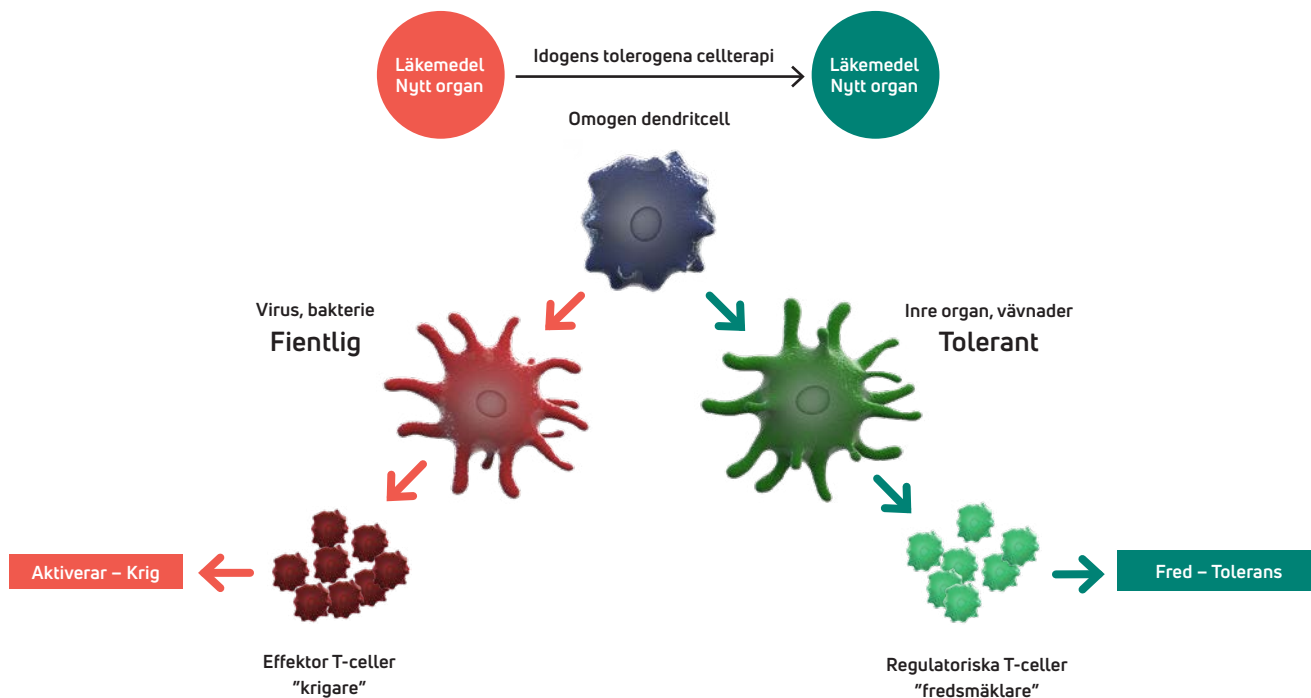 Läkemedel
Nytt organ
Idogens tolerogena cellterapi
Läkemedel
Nytt organ
Omogen dendritcell
Virus, bakterie
Fientlig
Inre organ, vävnader
Tolerant
Aktiverar – Krig
Fred – Tolerans
Effektor T-celler
”krigare”
Regulatoriska T-celler
”fredsmäklare”